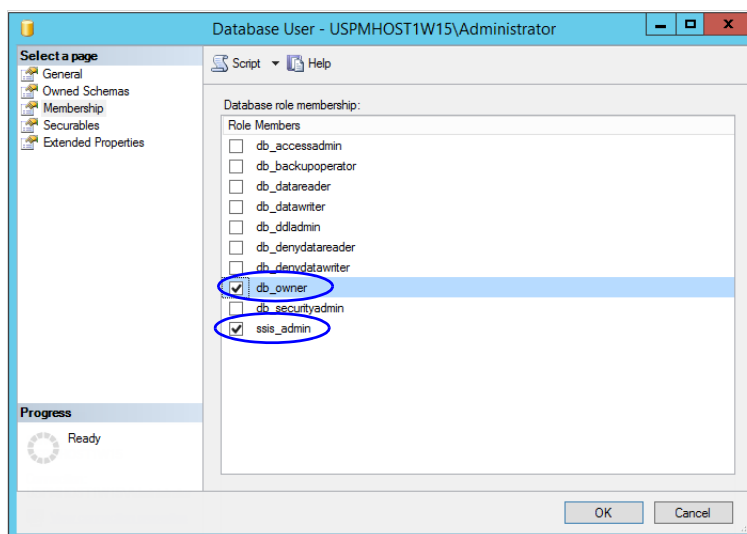 Database User - USPMHOST1W15\Administrator
Select a page
General
Owned Schemas
Membership
Securables
Extended Properties
Script
Help
Database role membership:
Role Members
db_accessadmin
db_backupoperator
db_datareader
db_datawriter
db_ddladmin
db_denydatareader
db_denydatawriter
db_owner
db_securityadmin
ssis_admin
Progress
Ready
OK
Cancel